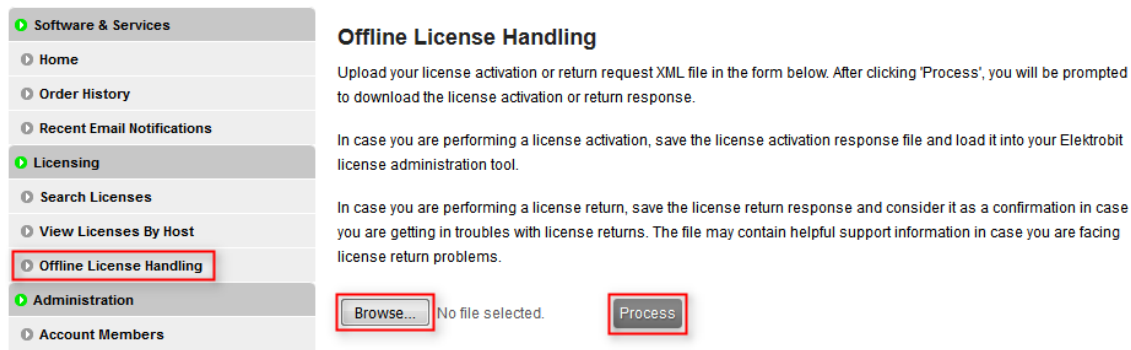 Software & Services
Home
Order History
Recent Email Notifications
Licensing
Search Licenses
View Licenses By Host
Offline License Handling
Administration
Account Members
Offline License Handling
Upload your license activation or return request XML file in the form below. After clicking 'Process', you will be prompted
to download the license activation or return response.
In case you are performing a license activation, save the license activation response file and load it into your Elektrobit
license administration tool.
In case you are performing a license return, save the license return response and consider it as a confirmation in case
you are getting in troubles with license returns. The file may contain helpful support information in case you are facing
license return problems.
Browse... No file selected. Process